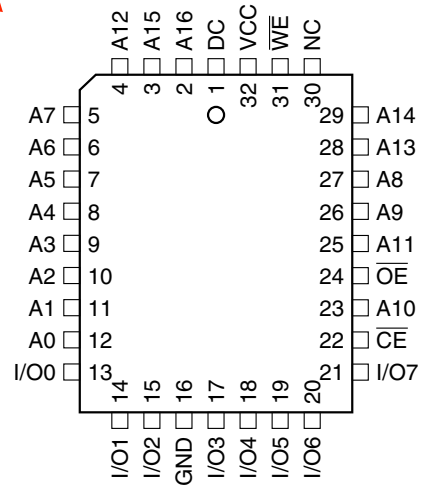 A12 A15 A16 DC VCC W̅E̅ NC
4 3 2 1 32 31 30
A7 5 29 A14
A6 6 28 A13
A5 7 27 A8
A4 8 26 A9
A3 9 25 A11
A2 10 24 O̅E̅
A1 11 23 A10
A0 12 22 C̅E̅
I/O0 13 21 I/O7
14 15 16 17 18 19 20
I/O1 I/O2 GND I/O3 I/O4 I/O5 I/O6